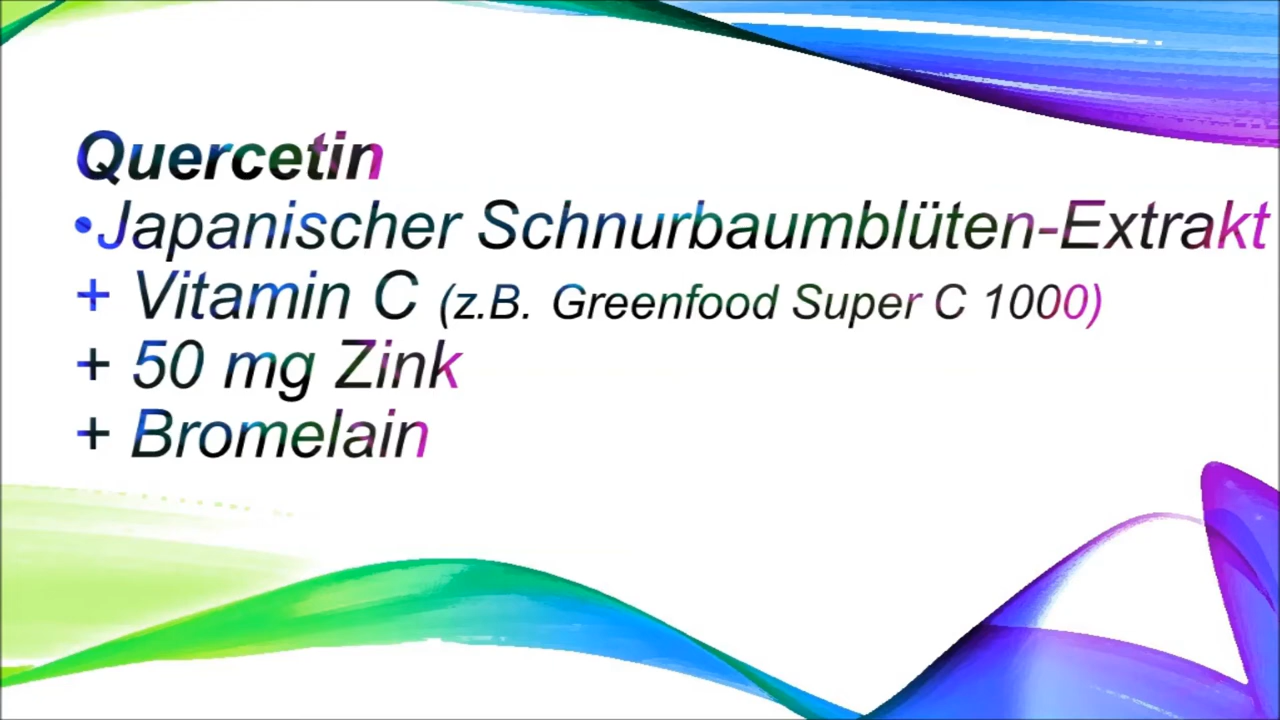 Quercetin
•Japanischer Schnurbaumblüten-Extrakt
+ Vitamin C (z.B. Greenfood Super C 1000)
+ 50 mg Zink
+ Bromelain